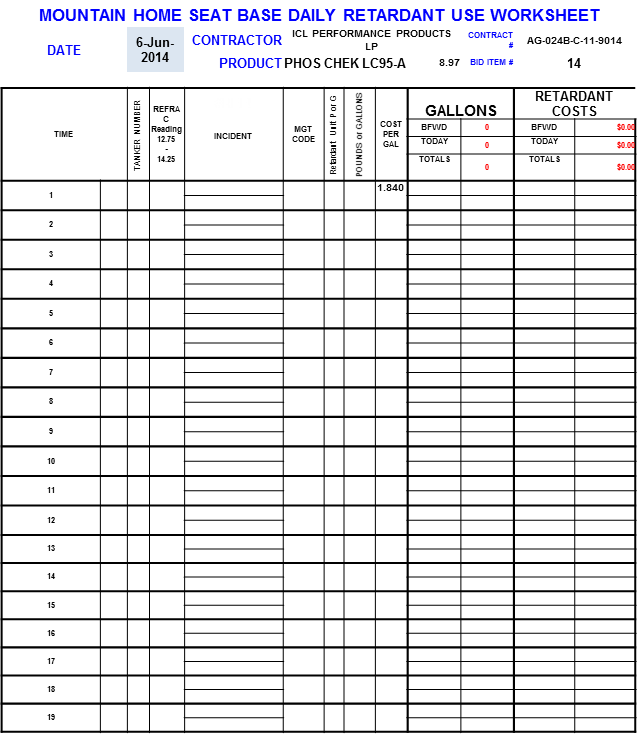 MOUNTAIN HOME SEAT BASE DAILY RETARDANT USE WORKSHEET
DATE
6-Jun-
2014
CONTRACTOR
ICL PERFORMANCE PRODUCTS
LP
CONTRACT
#
AG-024B-C-11-9014
PRODUCT
PHOS CHEK LC95-A
8.97
BID ITEM #
14
TIME
TANKER NUMBER
REFRA
C
Reading
12.75
-
14.25
INCIDENT
MGT
CODE
Retardant Unit P or G
POUNDS or GALLONS
COST
PER
GAL
GALLONS
BFWD 0
TODAY 0
TOTALS 0
RETARDANT
COSTS
BFWD $0.00
TODAY $0.00
TOTALS $0.00
1 1.840
2
3
4
5
6
7
8
9
10
11
12
13
14
15
16
17
18
19